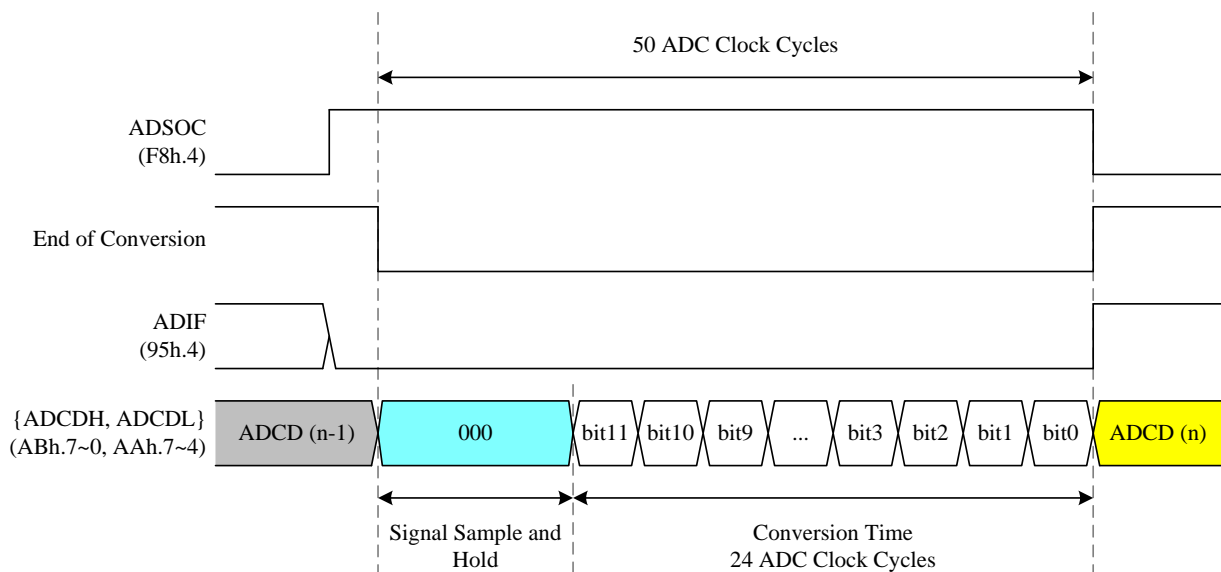 50 ADC Clock Cycles
ADSOC
(F8h.4)
End of Conversion
ADIF
(95h.4)
{ADCDH, ADCDL}
(ABh.7~0, AAh.7~4)
ADCD (n-1)
000
bit11
bit10
bit9
...
bit3
bit2
bit1
bit0
ADCD (n)
Signal Sample and
Hold
Conversion Time
24 ADC Clock Cycles